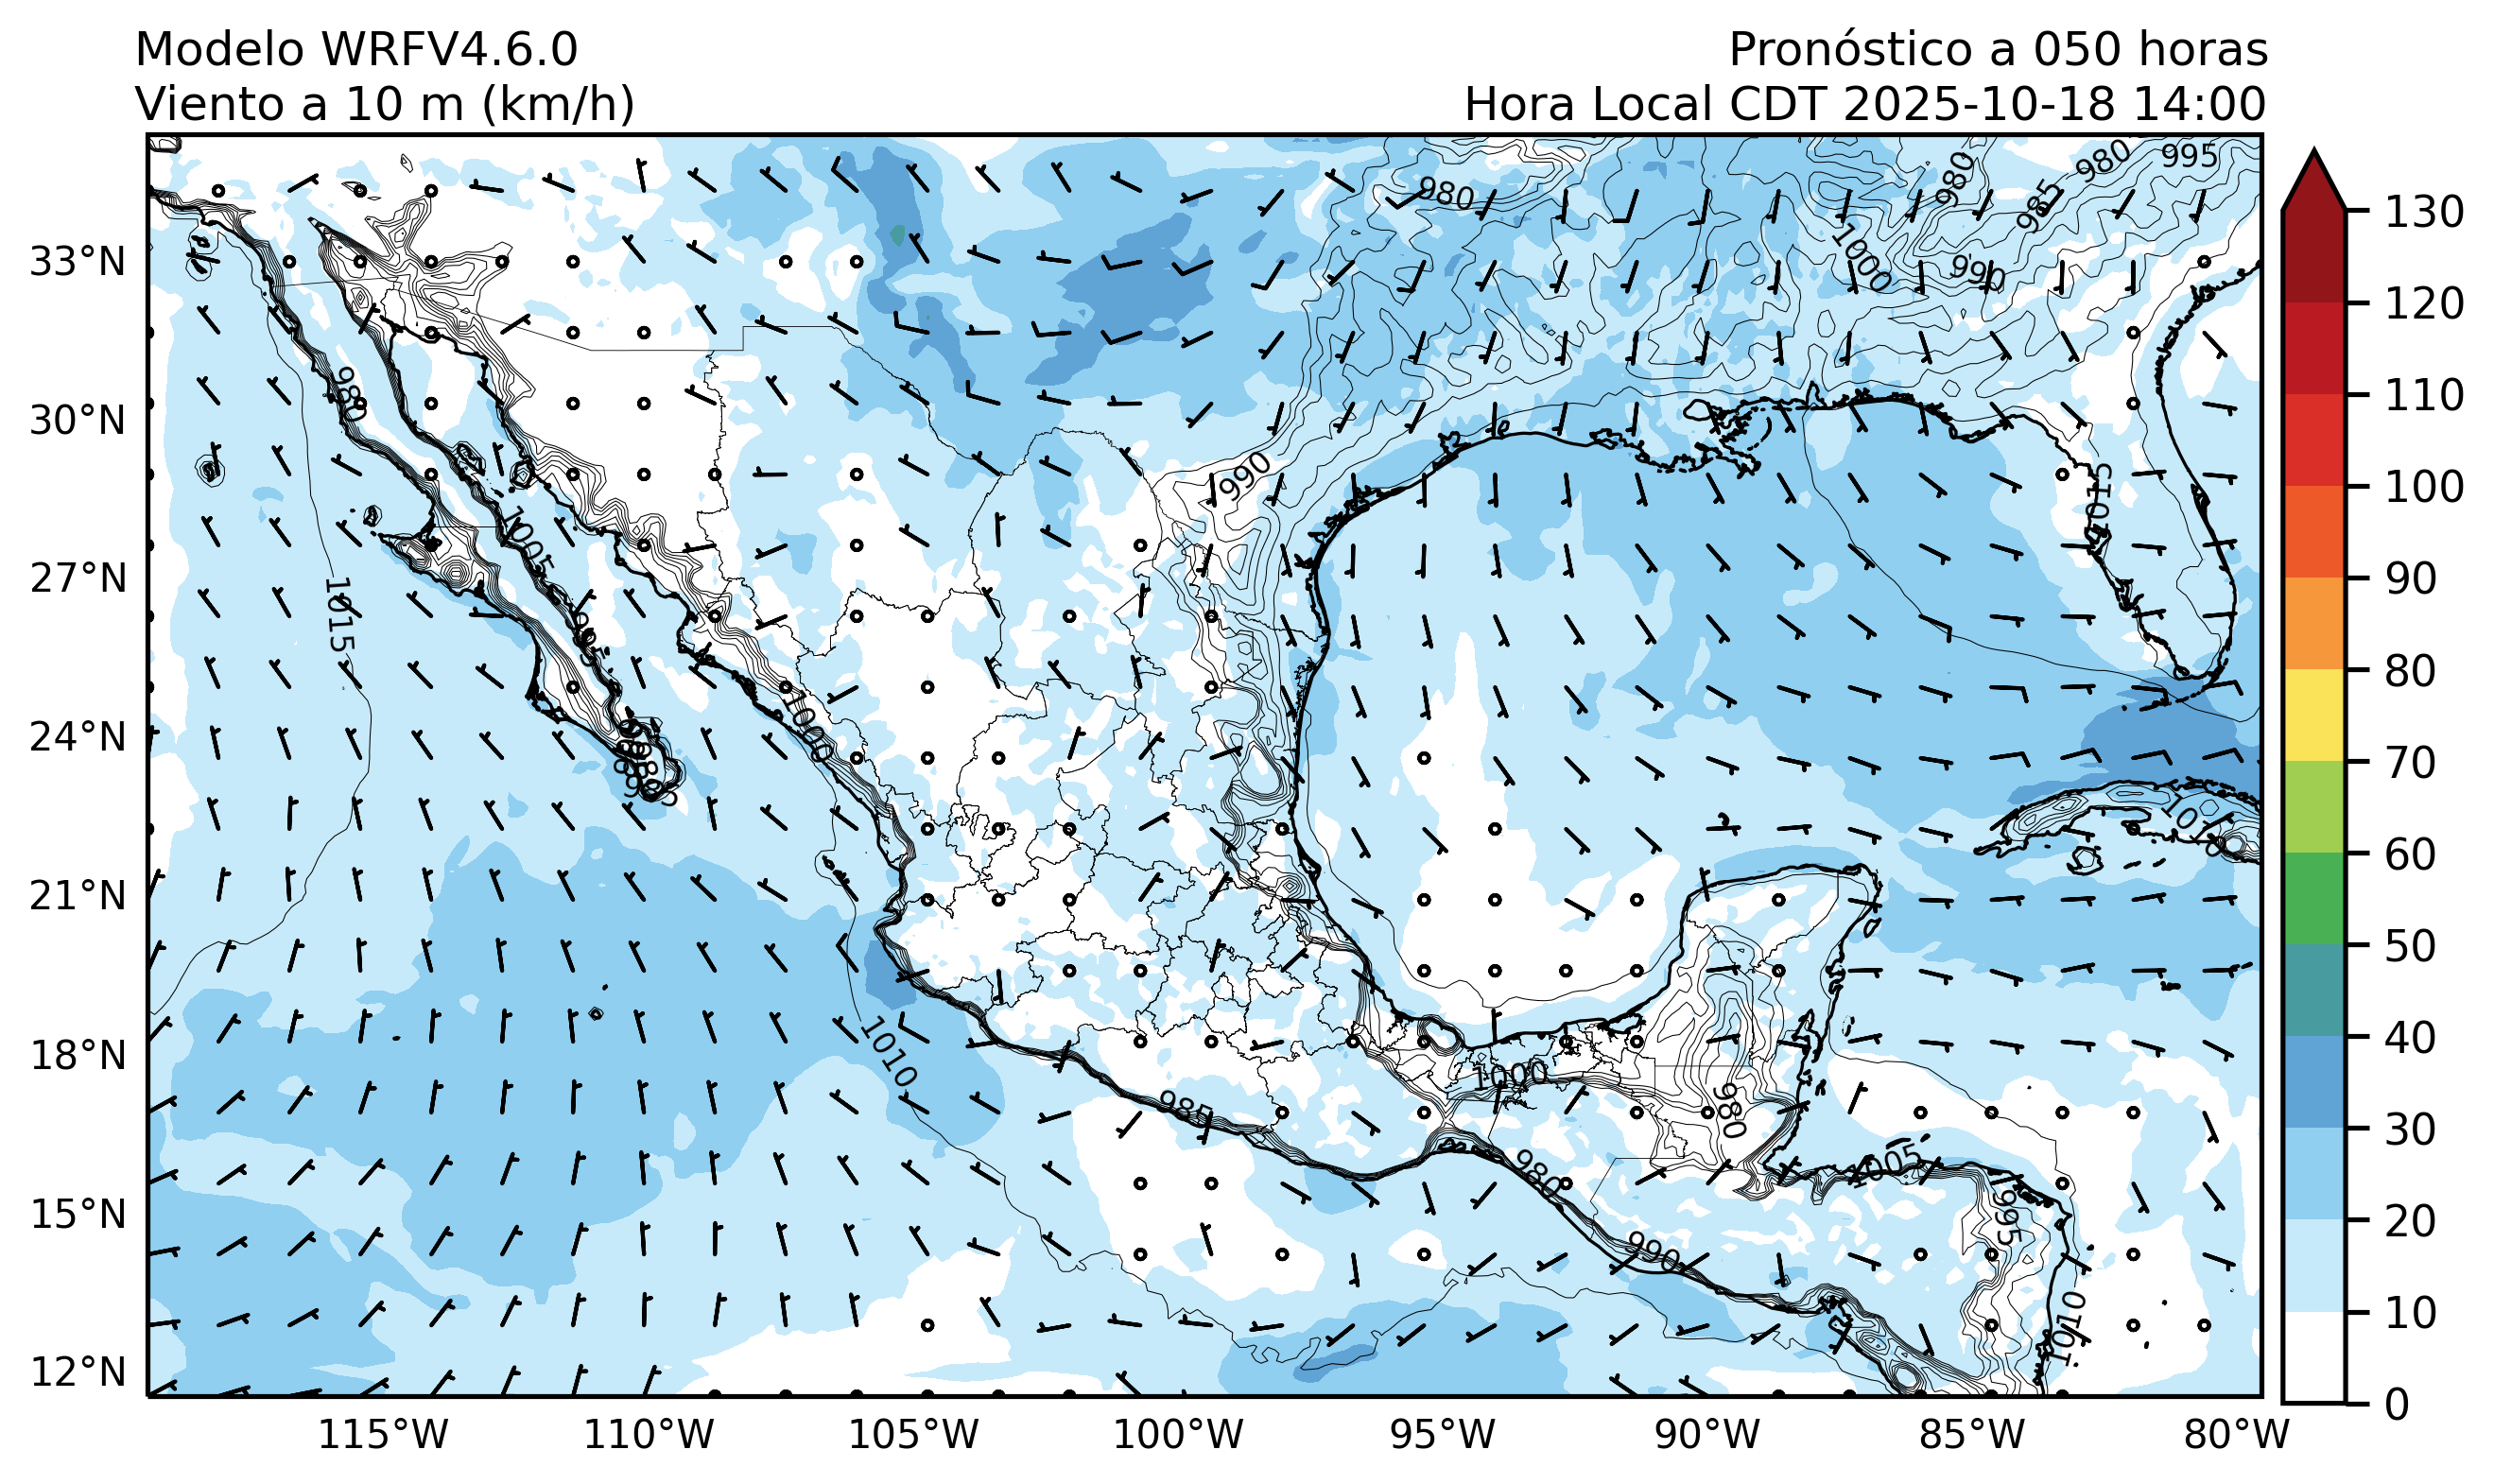 Modelo WRFV4.6.0
Pronóstico a 050 horas
Viento a 10 m (km/h)
Hora Local CDT 2025-10-18 14:00
980
980
980
995
985
1000
990
980
990
1015
1005
1015
995
1000
1010
985
1000
980
980
1005
995
990
1010
33°N
30°N
27°N
24°N
21°N
18°N
15°N
12°N
115°W
110°W
105°W
100°W
95°W
90°W
85°W
80°W
130
120
110
100
90
80
70
60
50
40
30
20
10
0